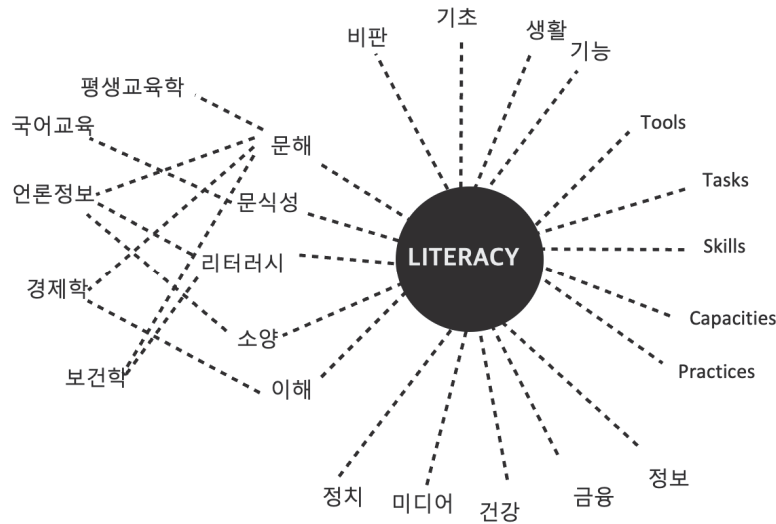 기초
생활
비판
기능
평생교육학
Tools
국어교육
문해
Tasks
언론정보
문식성
Skills
LITERACY
리터러시
경제학
Capacities
소양
Practices
보건학
이해
정보
정치
미디어
금융
건강